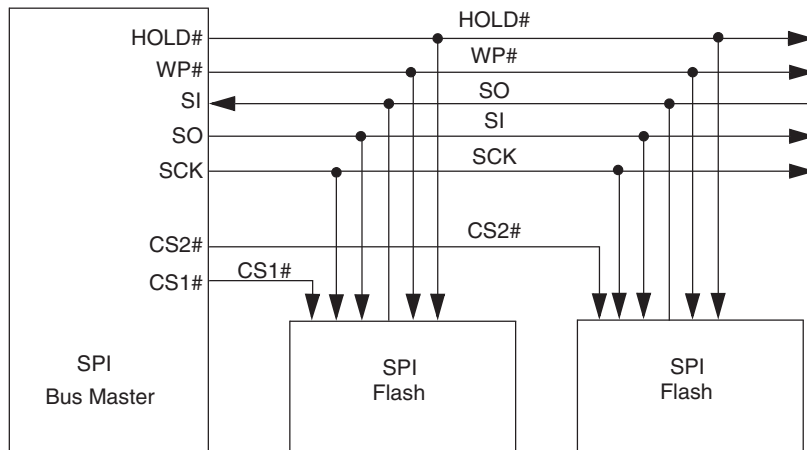 HOLD#
HOLD#
WP#
WP#
SI
SO
SO
SI
SCK
SCK
CS2#
CS2#
CS1#
CS1#
SPI
Bus Master
SPI
Flash
SPI
Flash